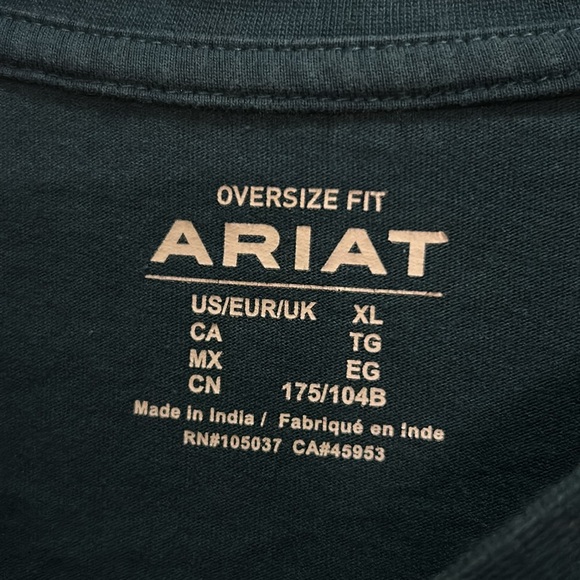 OVERSIZE FIT
ARIAT
US/EUR/UK XL
CA TG
MX EG
CN 175/104B
Made in India / Fabriqué en Inde
RN#105037 CA#45953